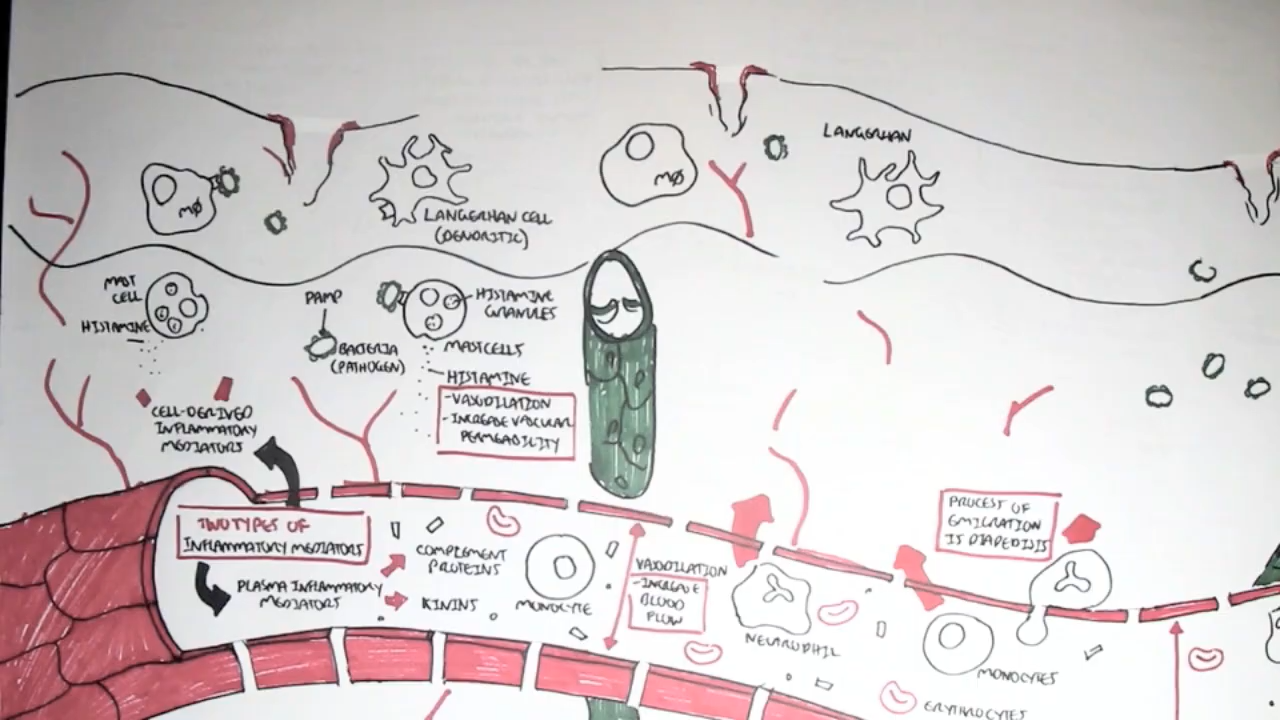 MØ
LANGERHAN CELL
(DENDRITIC)
MØ
LANGERHAN
MAST
CELL
HISTAMINE
PAMP
BACTERIA
(PATHOGEN)
HISTAMINE
GRANULES
MAST CELLS
HISTAMINE
-VASODILATION
-INCREASE VASCULAR
PERMEABILITY
CELL-DERIVED
INFLAMMATORY
MEDIATORS
TWO TYPES OF
INFLAMMATORY MEDIATORS
PLASMA INFLAMMATORY
MEDIATORS
COMPLEMENT
PROTEINS
KININS
MONOCYTE
VASODILATION
-INCREASE
BLOOD
FLOW
NEUTROPHIL
PROCESS OF
EMIGRATION
IS DIAPEDISIS
MONOCYTES
ERYTHROCYTES